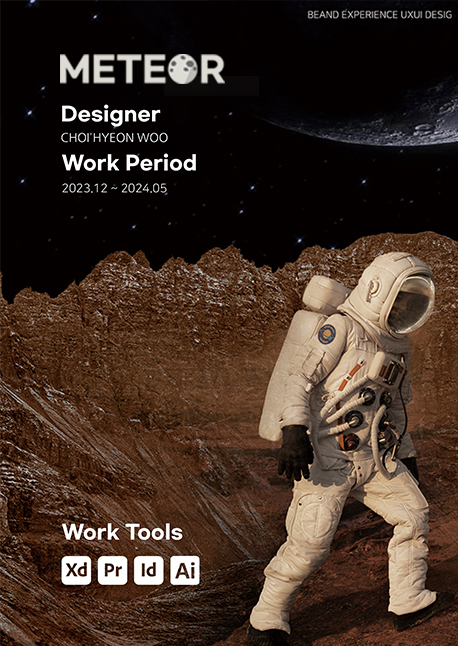 BEAND EXPERIENCE UXUI DESIG
METEOR
Designer
CHOI'HYEON WOO
Work Period
2023.12 ~ 2024.05
Work Tools
Xd Pr Id Ai